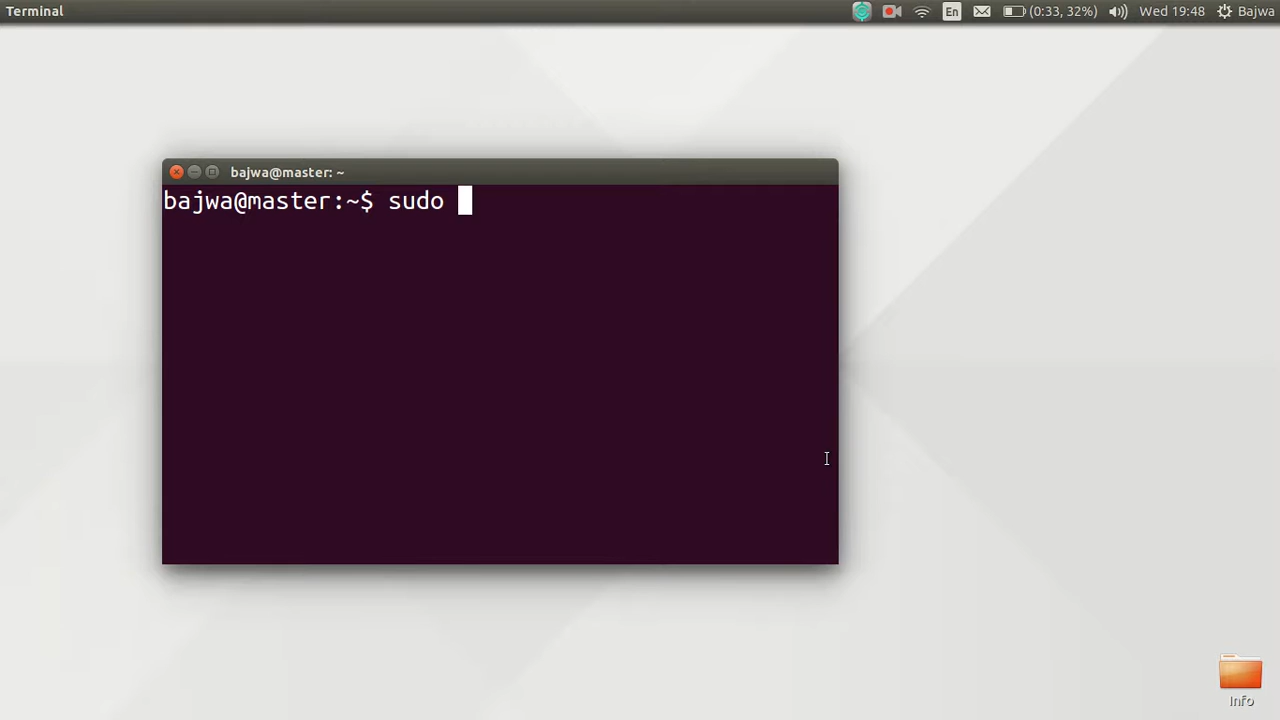 Terminal
En
(0:33, 32%)
Wed 19:48
Bajwa
bajwa@master: ~
bajwa@master:~$ sudo
Info